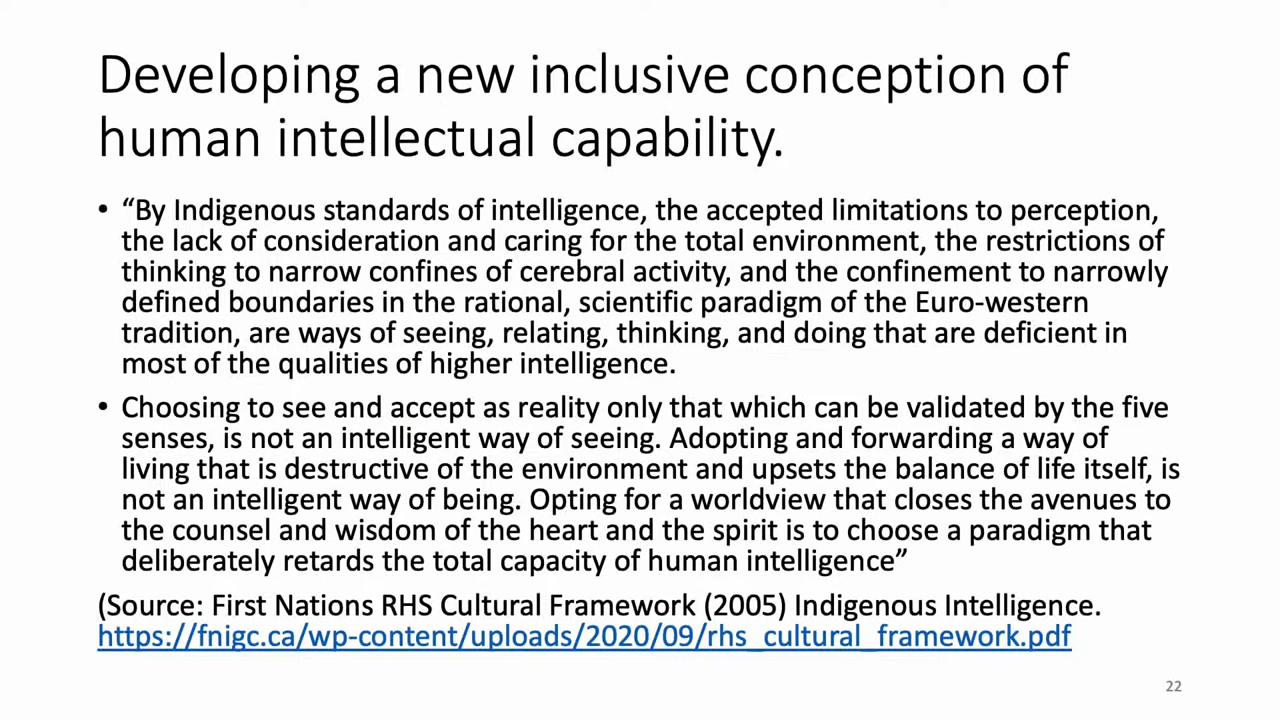 Developing a new inclusive conception of
human intellectual capability.
• “By Indigenous standards of intelligence, the accepted limitations to perception,
the lack of consideration and caring for the total environment, the restrictions of
thinking to narrow confines of cerebral activity, and the confinement to narrowly
defined boundaries in the rational, scientific paradigm of the Euro-western
tradition, are ways of seeing, relating, thinking, and doing that are deficient in
most of the qualities of higher intelligence.
• Choosing to see and accept as reality only that which can be validated by the five
senses, is not an intelligent way of seeing. Adopting and forwarding a way of
living that is destructive of the environment and upsets the balance of life itself, is
not an intelligent way of being. Opting for a worldview that closes the avenues to
the counsel and wisdom of the heart and the spirit is to choose a paradigm that
deliberately retards the total capacity of human intelligence”
(Source: First Nations RHS Cultural Framework (2005) Indigenous Intelligence.
https://fnigc.ca/wp-content/uploads/2020/09/rhs_cultural_framework.pdf
22